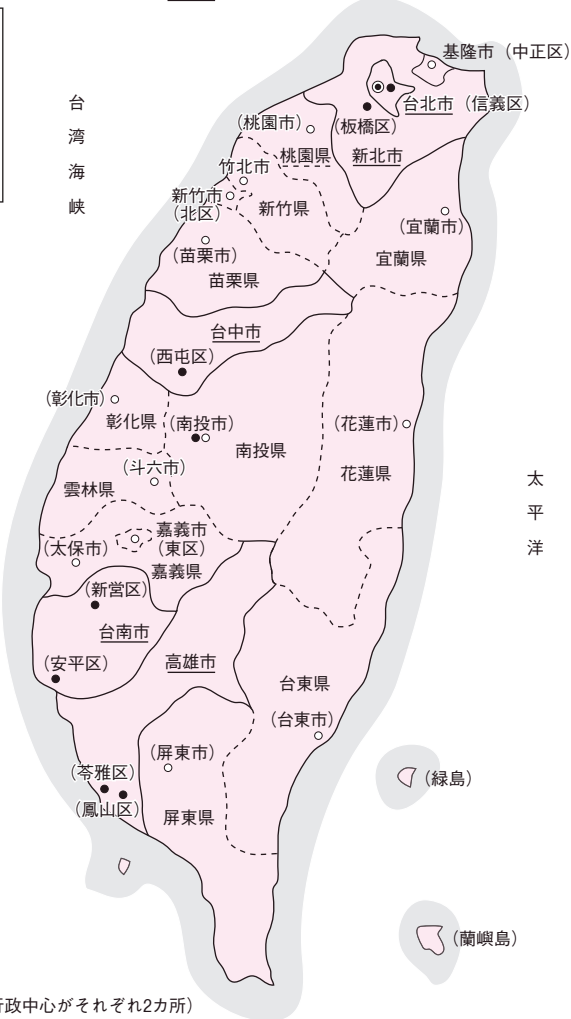 基隆市（中正区）
台北市（信義区）
（板橋区）
新北市
（桃園市）
桃園県
竹北市
新竹市
（北区）
新竹県
（宜蘭市）
宜蘭県
（苗栗市）
苗栗県
台湾海峡
台中市
（西屯区）
（彰化市）
彰化県
（南投市）
南投県
（花蓮市）
花蓮県
（斗六市）
雲林県
太平洋
嘉義市
（東区）
嘉義県
（太保市）
（新営区）
台南市
（安平区）
高雄市
台東県
（台東市）
（屏東市）
屏東県
（苓雅区）
（鳳山区）
（緑島）
（蘭嶼島）
政中心がそれぞれ2カ所）